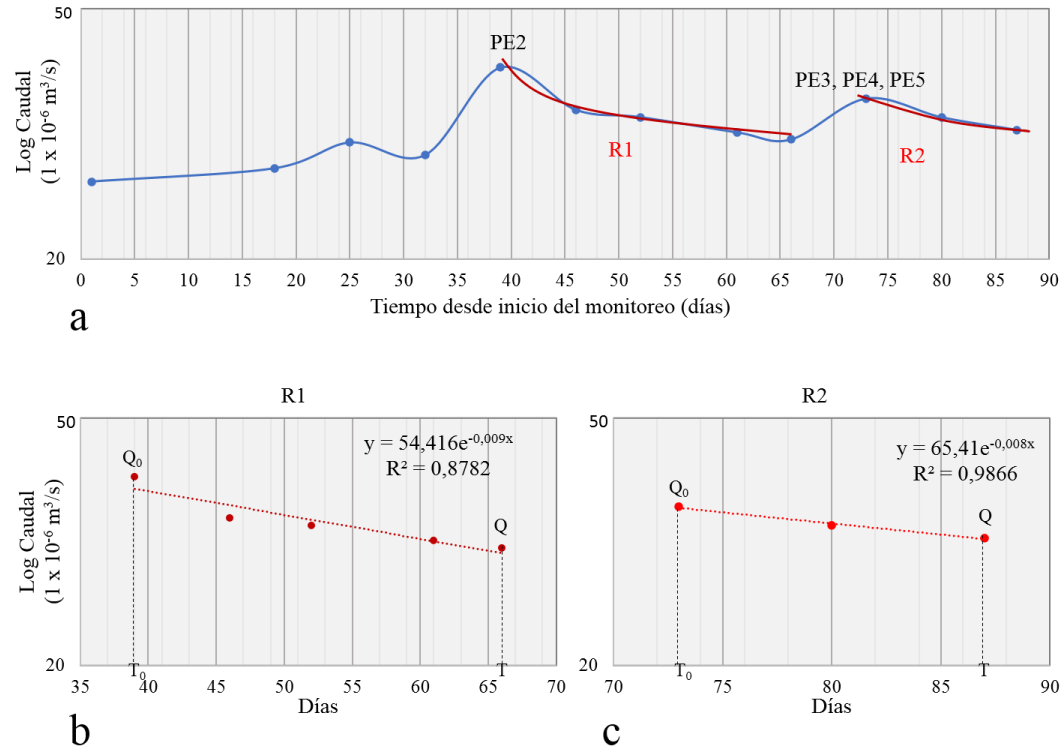 50
Log Caudal
(1 x 10⁻⁶ m³/s)
20
PE2
PE3, PE4, PE5
R1
R2
0 5 10 15 20 25 30 35 40 45 50 55 60 65 70 75 80 85 90
Tiempo desde inicio del monitoreo (días)
a
R1
50
Log Caudal
(1 x 10⁻⁶ m³/s)
20
y = 54,416e⁻⁰,⁰⁰⁹ˣ
R² = 0,8782
Q₀
Q
T₀
T
35 40 45 50 55 60 65 70
Días
b
R2
50
20
y = 65,41e⁻⁰,⁰⁰⁸ˣ
R² = 0,9866
Q₀
Q
T₀
T
70 75 80 85 90
Días
c